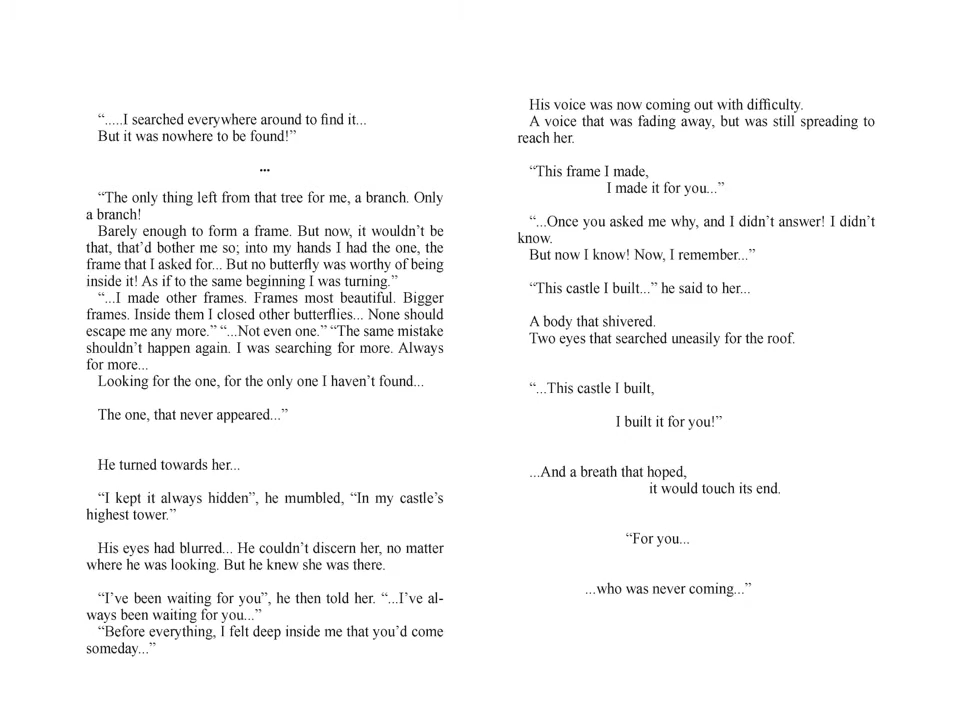 “.....I searched everywhere around to find it...
But it was nowhere to be found!”
...
“The only thing left from that tree for me, a branch. Only
a branch!
Barely enough to form a frame. But now, it wouldn’t be
that, that’d bother me so; into my hands I had the one, the
frame that I asked for... But no butterfly was worthy of being
inside it! As if to the same beginning I was turning.”
“...I made other frames. Frames most beautiful. Bigger
frames. Inside them I closed other butterflies... None should
escape me any more.” “...Not even one.” “The same mistake
shouldn’t happen again. I was searching for more. Always
for more...
Looking for the one, for the only one I haven’t found...
The one, that never appeared...”
He turned towards her...
“I kept it always hidden”, he mumbled, “In my castle’s
highest tower.”
His eyes had blurred... He couldn’t discern her, no matter
where he was looking. But he knew she was there.
“I’ve been waiting for you”, he then told her. “...I’ve al-
ways been waiting for you...”
“Before everything, I felt deep inside me that you’d come
someday...”
His voice was now coming out with difficulty.
A voice that was fading away, but was still spreading to
reach her.
“This frame I made,
I made it for you...”
“...Once you asked me why, and I didn’t answer! I didn’t
know.
But now I know! Now, I remember...”
“This castle I built...” he said to her...
A body that shivered.
Two eyes that searched uneasily for the roof.
“...This castle I built,
I built it for you!”
...And a breath that hoped,
it would touch its end.
“For you...
...who was never coming...”